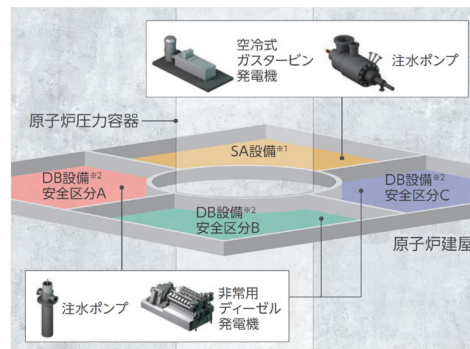 空冷式
ガスタービン
発電機
注水ポンプ
原子炉圧力容器
SA設備※1
DB設備※2
安全区分A
DB設備※2
安全区分C
DB設備※2
安全区分B
原子炉建屋
注水ポンプ
非常用
ディーゼル
発電機